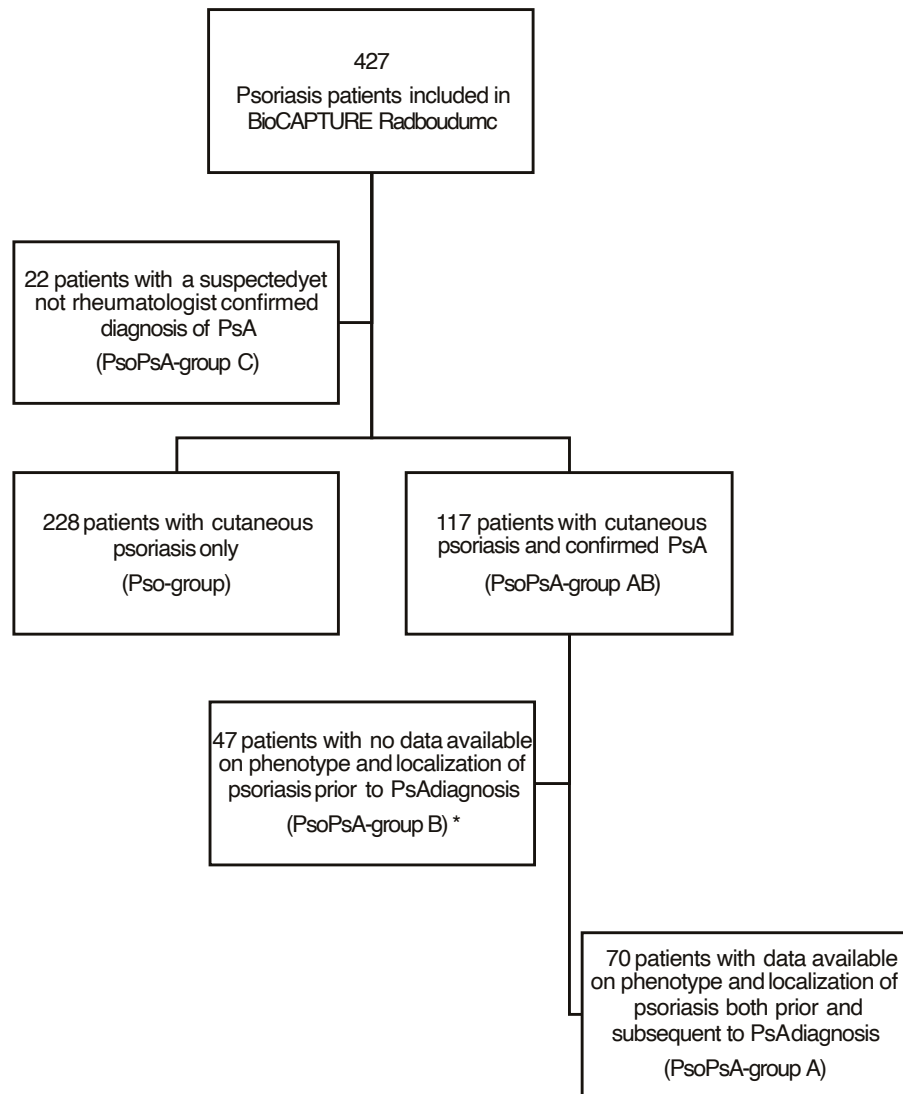 427
Psoriasis patients included in
BioCAPTURE Radboudumc
22 patients with a suspectedyet
not rheumatologist confirmed
diagnosis of PsA
(PsoPsA-group C)
228 patients with cutaneous
psoriasis only
(Pso-group)
117 patients with cutaneous
psoriasis and confirmed PsA
(PsoPsA-group AB)
47 patients with no data available
on phenotype and localization of
psoriasis prior to PsAdiagnosis
(PsoPsA-group B) *
70 patients with data available
on phenotype and localization of
psoriasis both prior and
subsequent to PsAdiagnosis
(PsoPsA-group A)